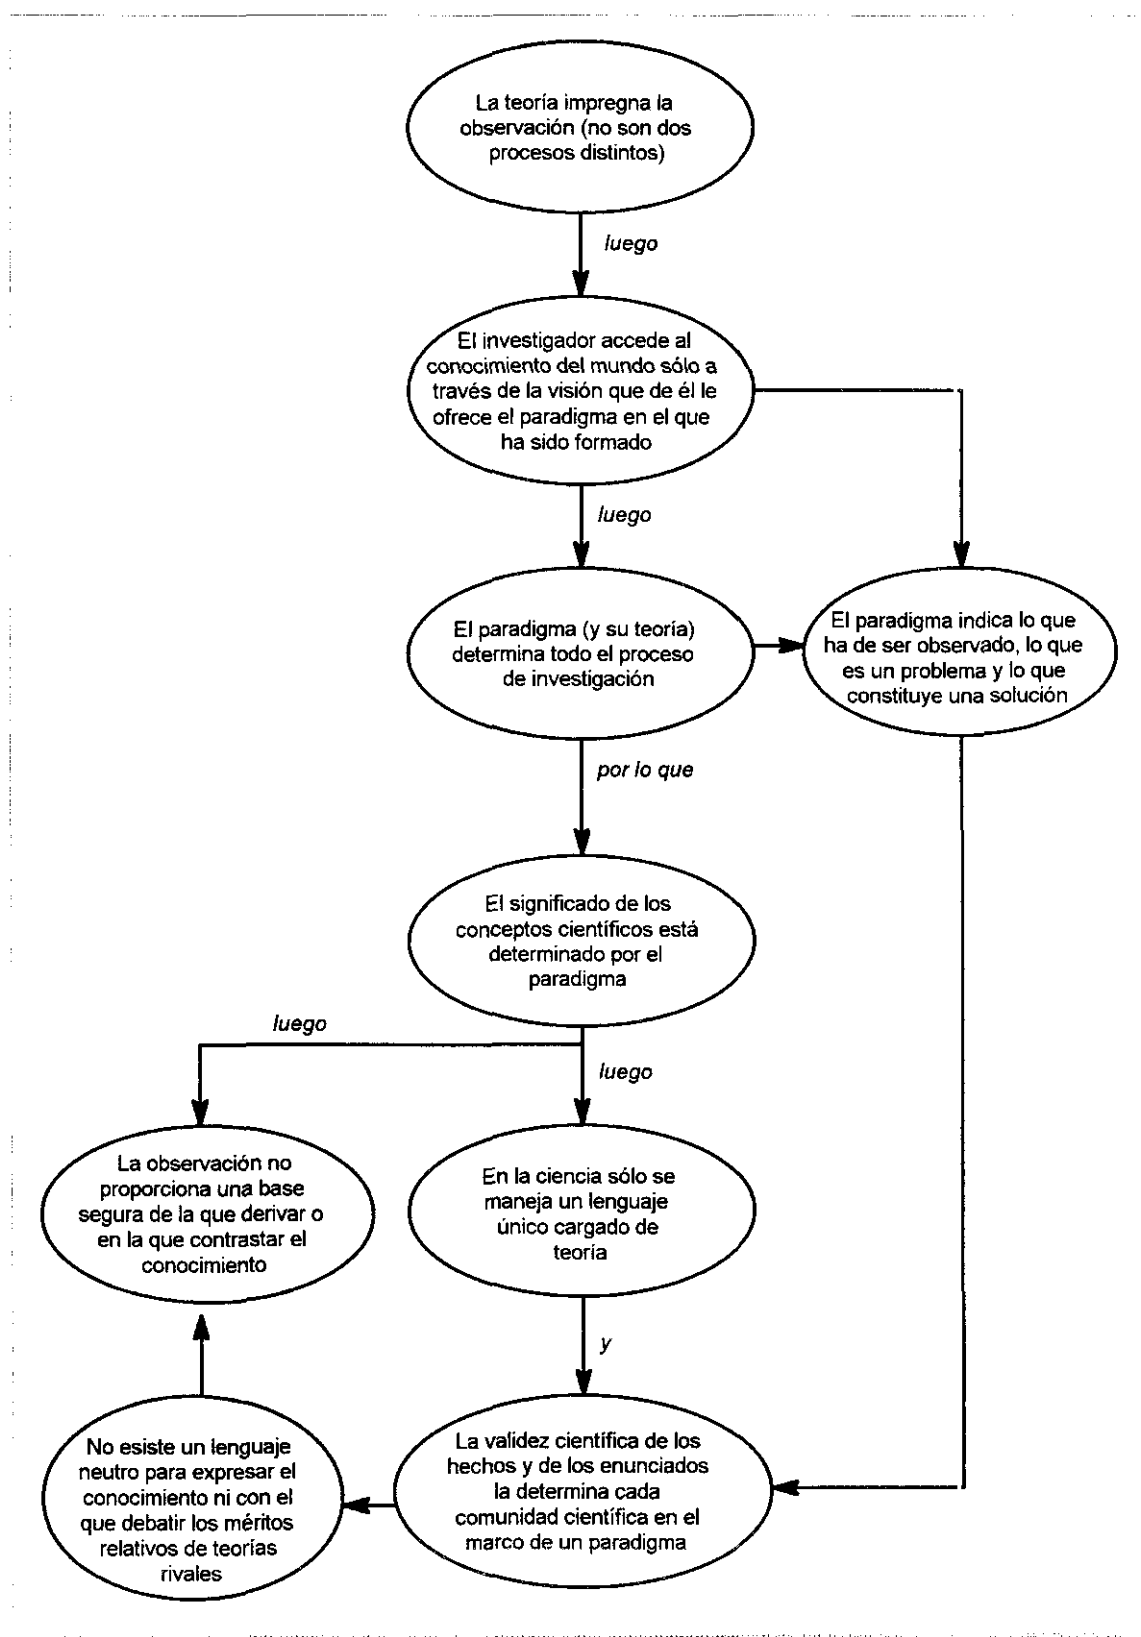 La teoría impregna la
observación (no son dos
procesos distintos)
luego
El investigador accede al
conocimiento del mundo sólo a
través de la visión que de él le
ofrece el paradigma en el que
ha sido formado
luego
El paradigma (y su teoría)
determina todo el proceso
de investigación
El paradigma indica lo que
ha de ser observado, lo que
es un problema y lo que
constituye una solución
por lo que
El significado de los
conceptos científicos está
determinado por el
paradigma
luego
luego
La observación no
proporciona una base
segura de la que derivar o
en la que contrastar el
conocimiento
En la ciencia sólo se
maneja un lenguaje
único cargado de
teoría
y
No esiste un lenguaje
neutro para expresar el
conocimiento ni con el
que debatir los méritos
relativos de teorías
rivales
La validez científica de los
hechos y de los enunciados
la determina cada
comunidad científica en el
marco de un paradigma